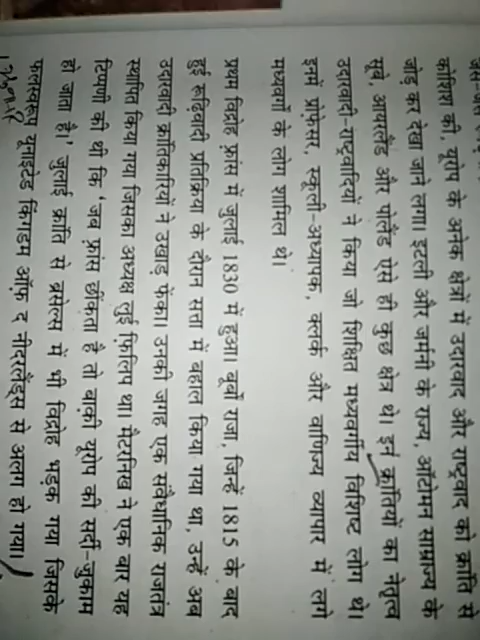 कोशिश की, यूरोप के अनेक क्षेत्रों में उदारवाद और राष्ट्रवाद को क्रांति से
जोड़ कर देखा जाने लगा। इटली और जर्मनी के राज्य, ऑटोमन साम्राज्य के
सूबे, आयरलैंड और पोलैंड ऐसे ही कुछ क्षेत्र थे। इन क्रांतियों का नेतृत्व
उदारवादी-राष्ट्रवादियों ने किया जो शिक्षित मध्यवर्गीय विशिष्ट लोग थे।
इनमें प्रोफ़ेसर, स्कूली-अध्यापक, क्लर्क और वाणिज्य व्यापार में लगे
मध्यवर्गों के लोग शामिल थे।
प्रथम विद्रोह फ़्रांस में जुलाई 1830 में हुआ। बूर्बों राजा, जिन्हें 1815 के बाद
हुई रूढ़िवादी प्रतिक्रिया के दौरान सत्ता में बहाल किया गया था, उन्हें अब
उदारवादी क्रांतिकारियों ने उखाड़ फेंका। उनकी जगह एक संवैधानिक राजतंत्र
स्थापित किया गया जिसका अध्यक्ष लुई फ़िलिप था। मैटरनिख ने एक बार यह
टिप्पणी की थी कि 'जब फ़्रांस छींकता है तो बाक़ी यूरोप को सर्दी-जुकाम
हो जाता है।' जुलाई क्रांति से ब्रसेल्स में भी विद्रोह भड़क गया जिसके
फलस्वरूप यूनाइटेड किंगडम ऑफ़ द नीदरलैंड्स से अलग हो गया।